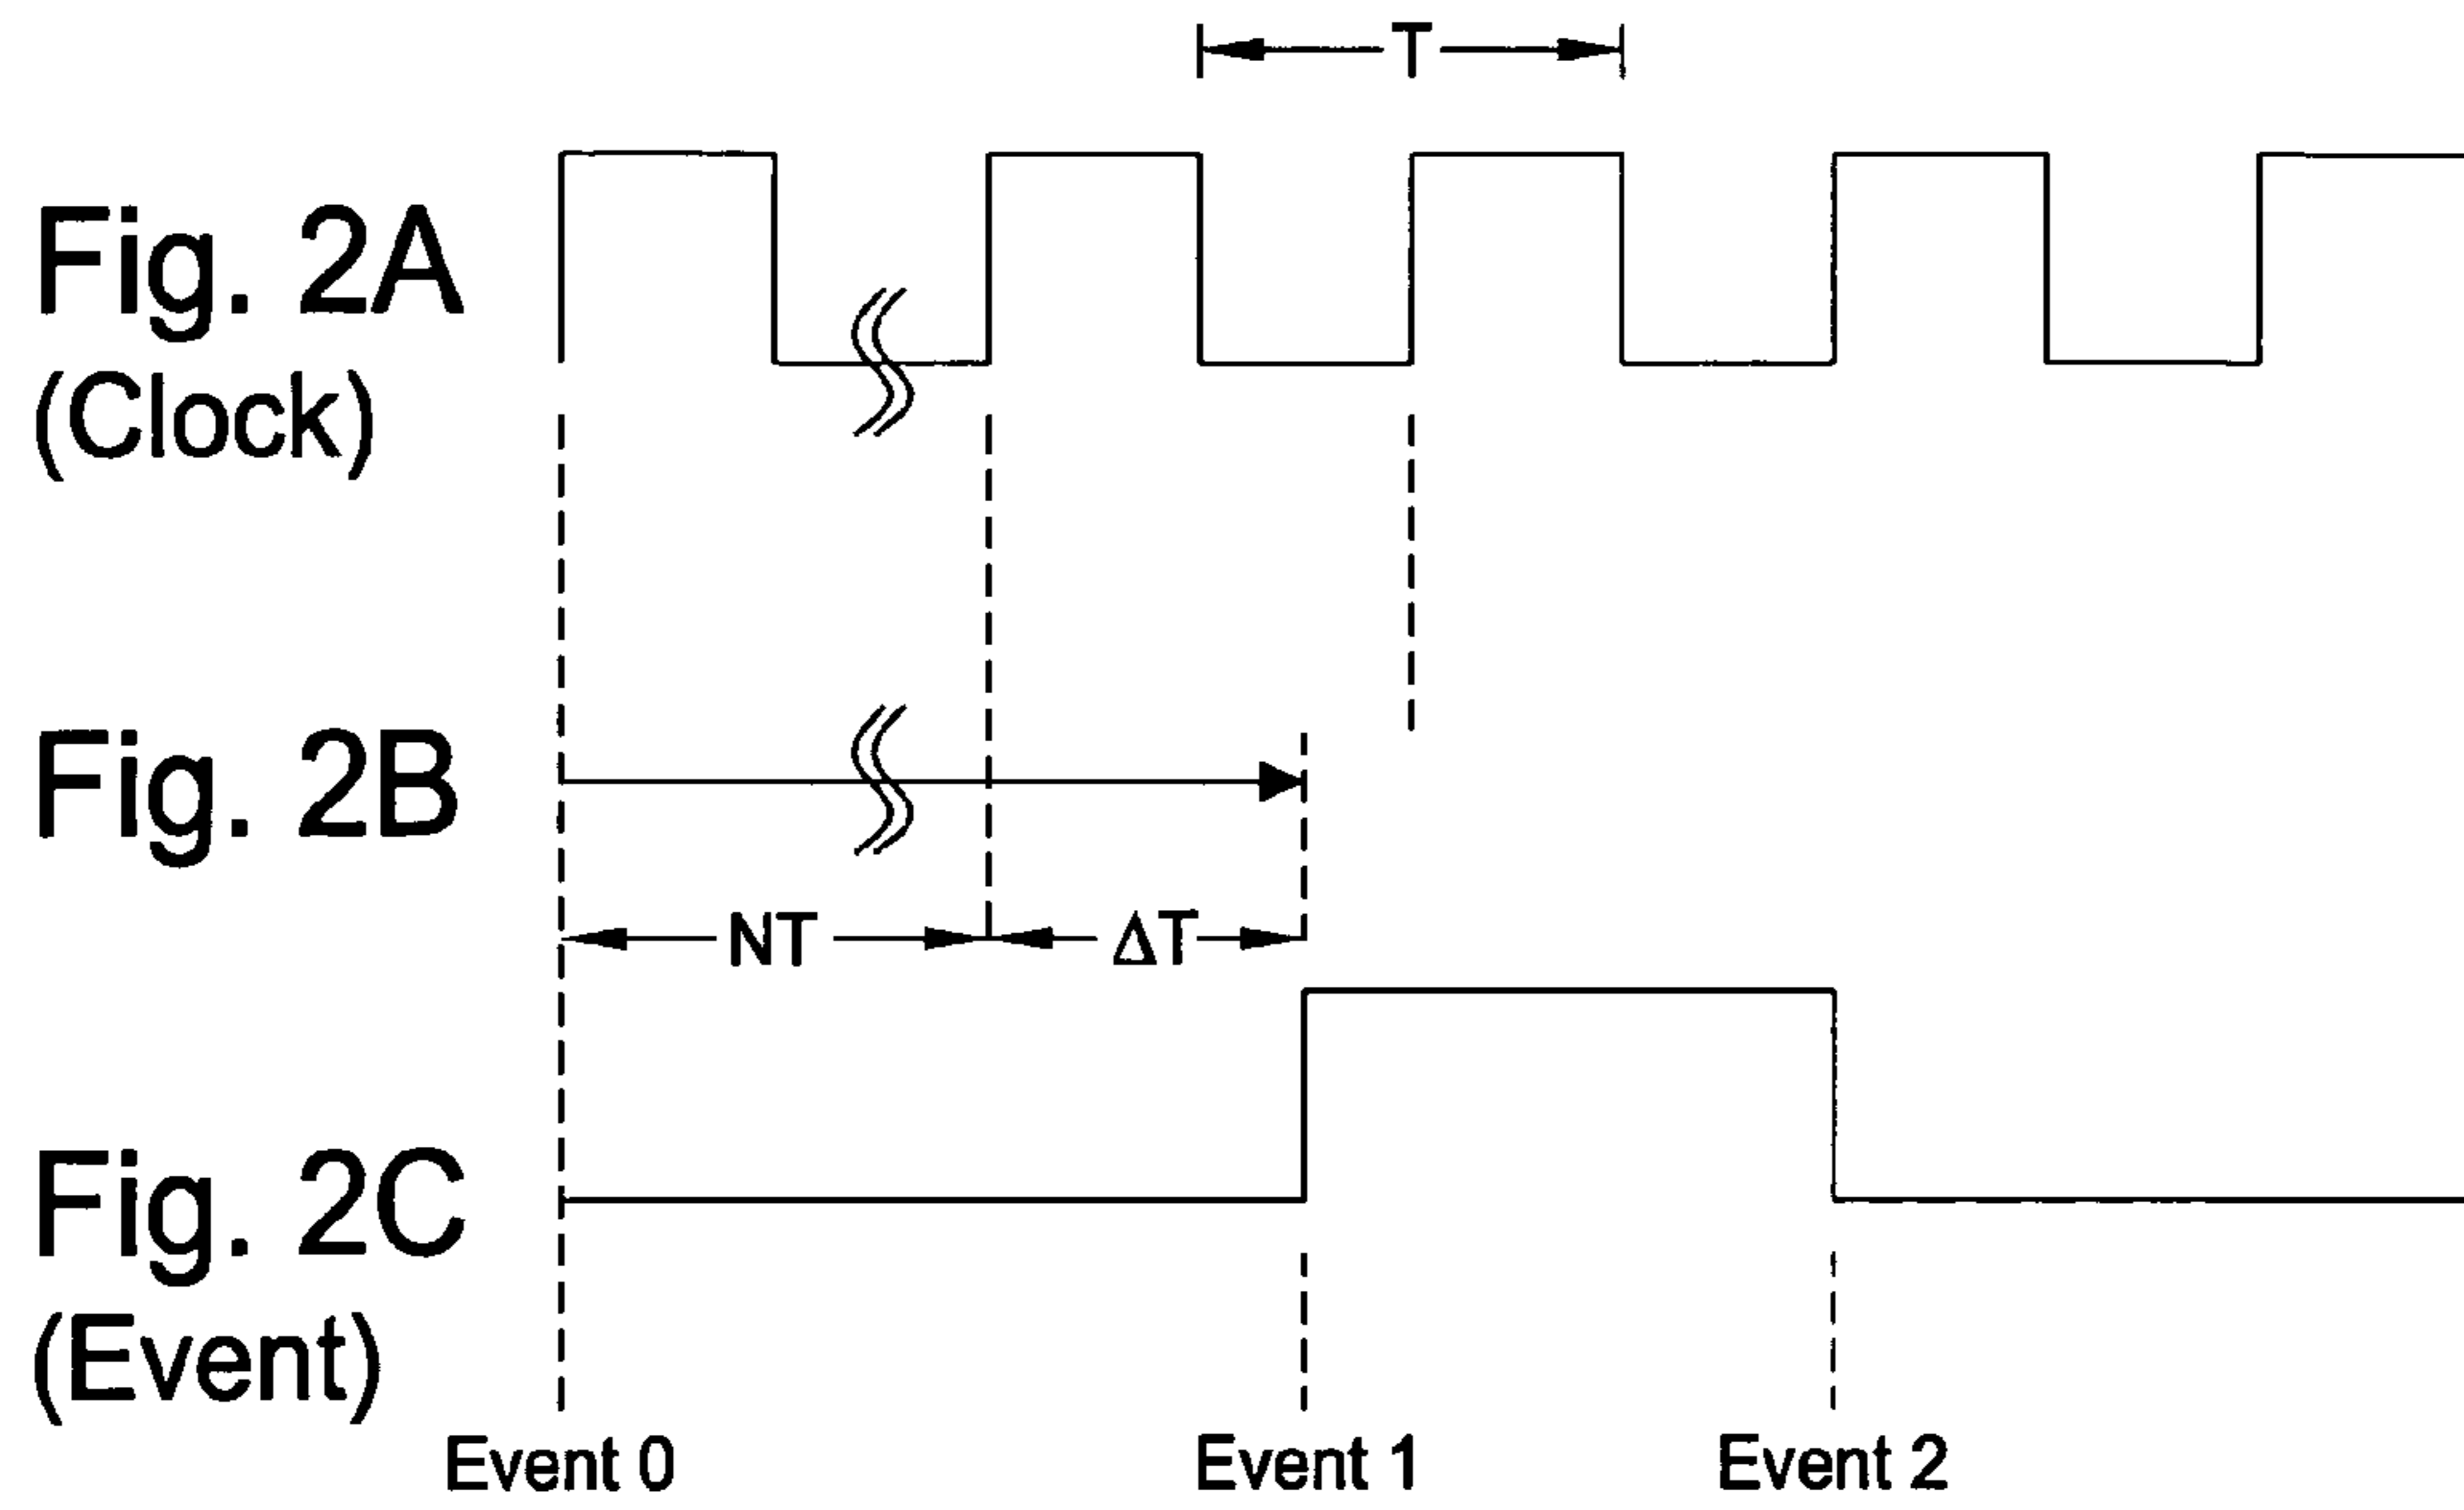 T
Fig. 2A
(Clock)
Fig. 2B
NT
ΔT
Fig. 2C
(Event)
Event 0
Event 1
Event 2